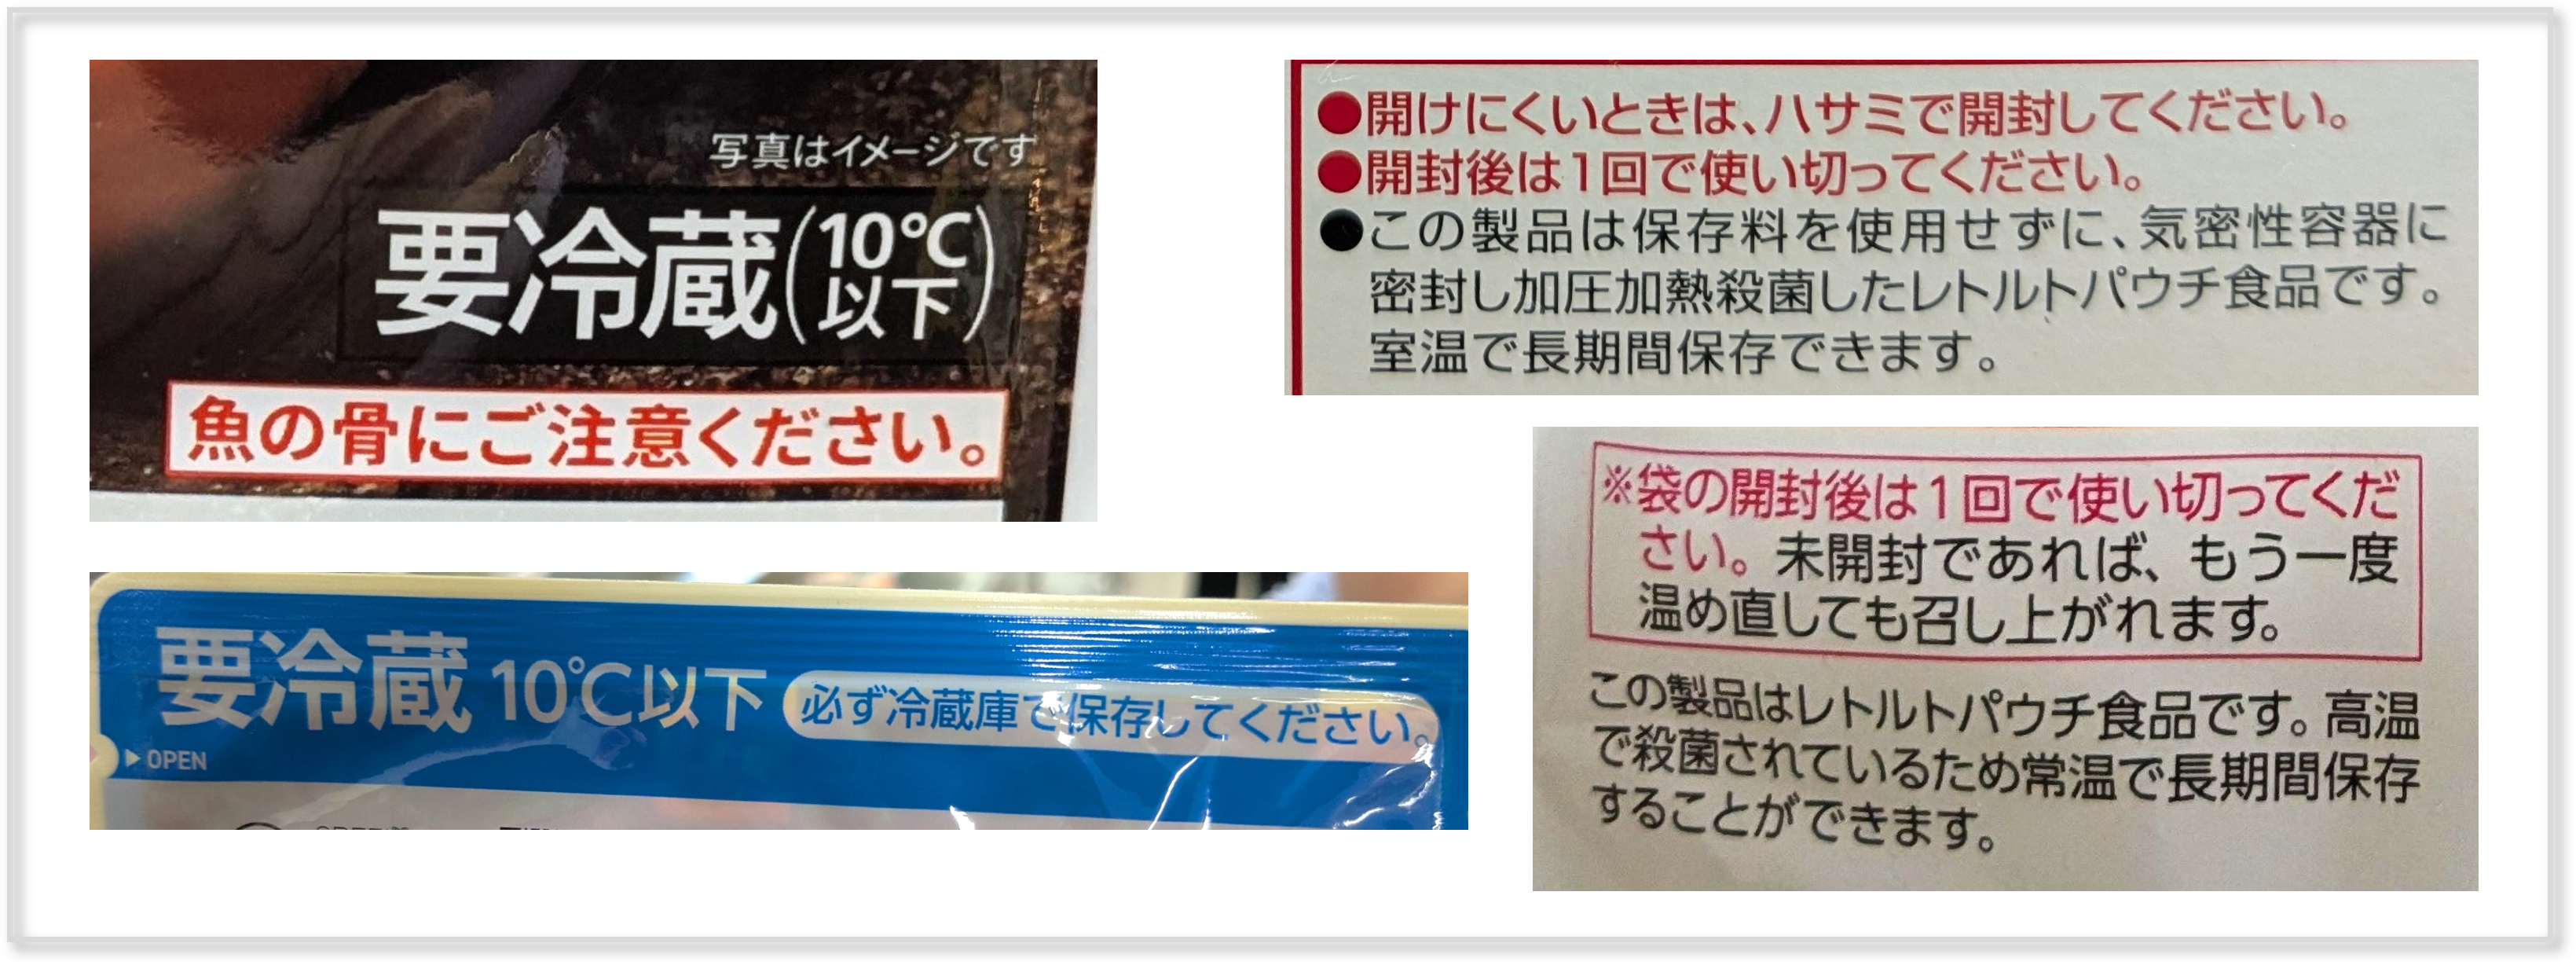 写真はイメージです
要冷蔵(10℃以下)
魚の骨にご注意ください。
要冷蔵 10℃以下 必ず冷蔵庫で保存してください。
▶OPEN
●開けにくいときは、ハサミで開封してください。
●開封後は1回で使い切ってください。
●この製品は保存料を使用せずに、気密性容器に
密封し加圧加熱殺菌したレトルトパウチ食品です。
室温で長期間保存できます。
※袋の開封後は1回で使い切ってくだ
さい。未開封であれば、もう一度
温め直しても召し上がれます。
この製品はレトルトパウチ食品です。高温
で殺菌されているため常温で長期間保存
することができます。